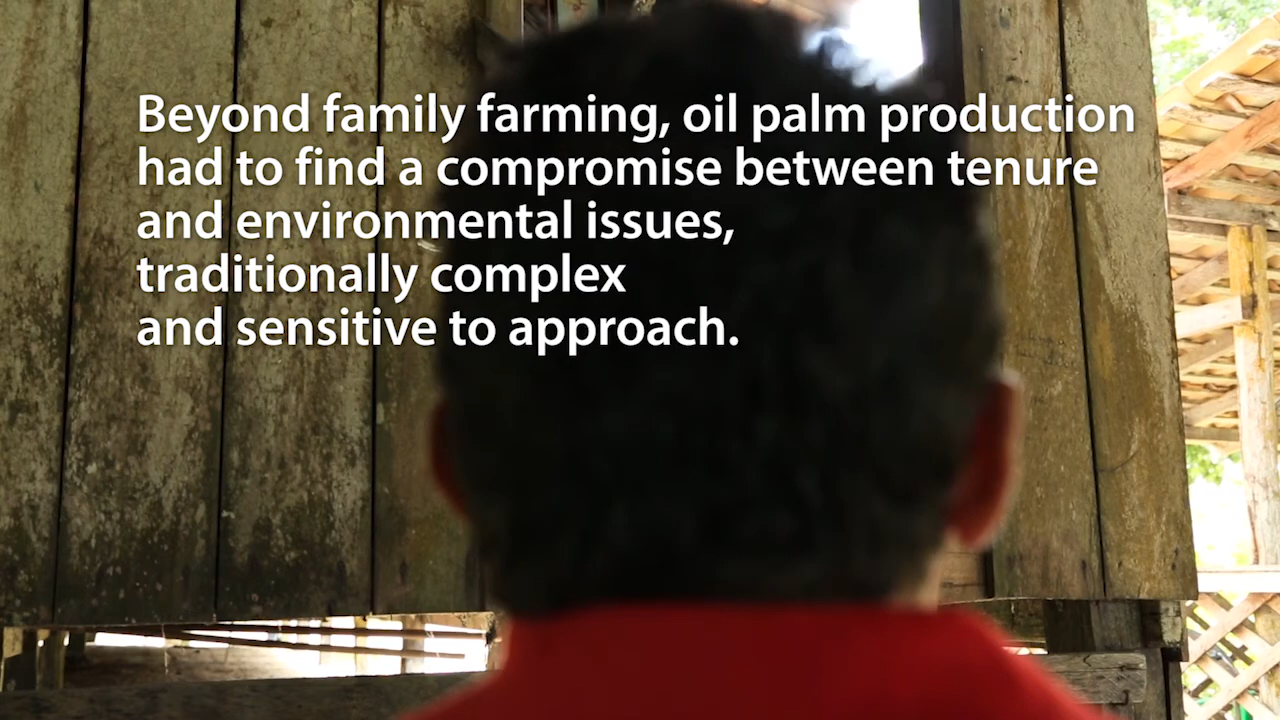 Beyond family farming, oil palm production
had to find a compromise between tenure
and environmental issues,
traditionally complex
and sensitive to approach.